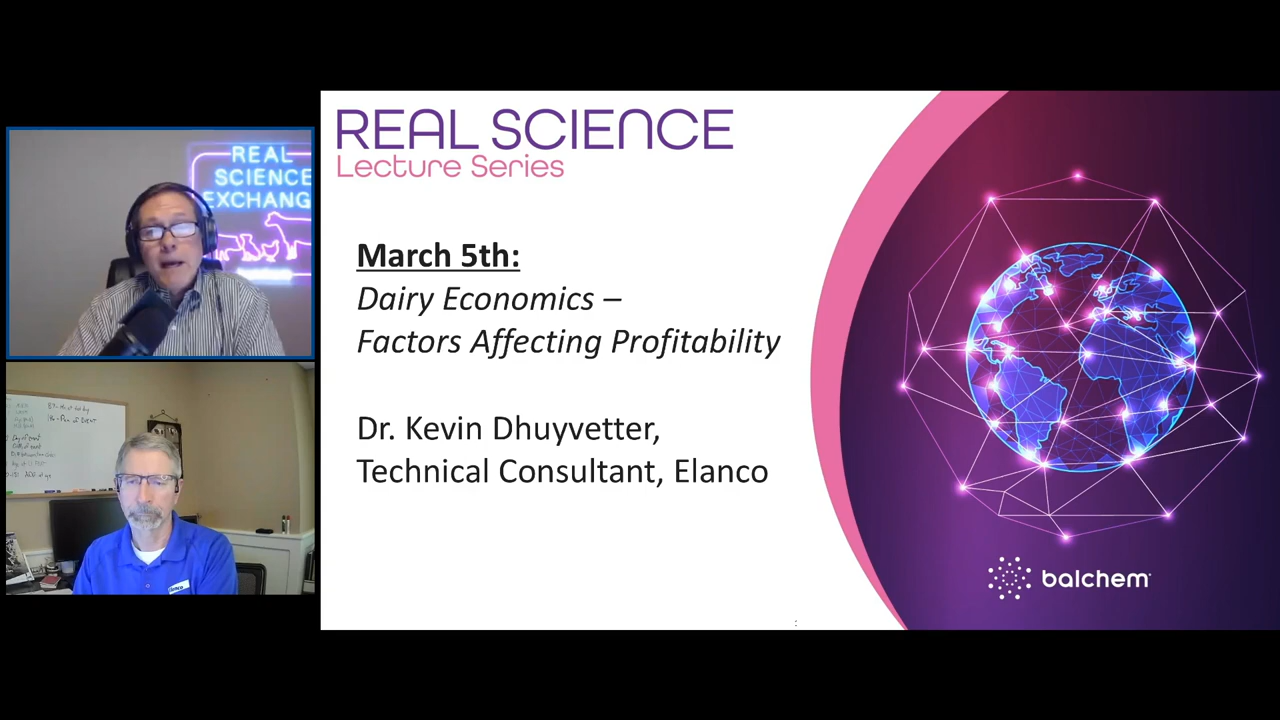 REAL SCIENCE
Lecture Series
March 5th:
Dairy Economics –
Factors Affecting Profitability
Dr. Kevin Dhuyvetter,
Technical Consultant, Elanco
balchem
REAL
SCIENCE
EXCHANG